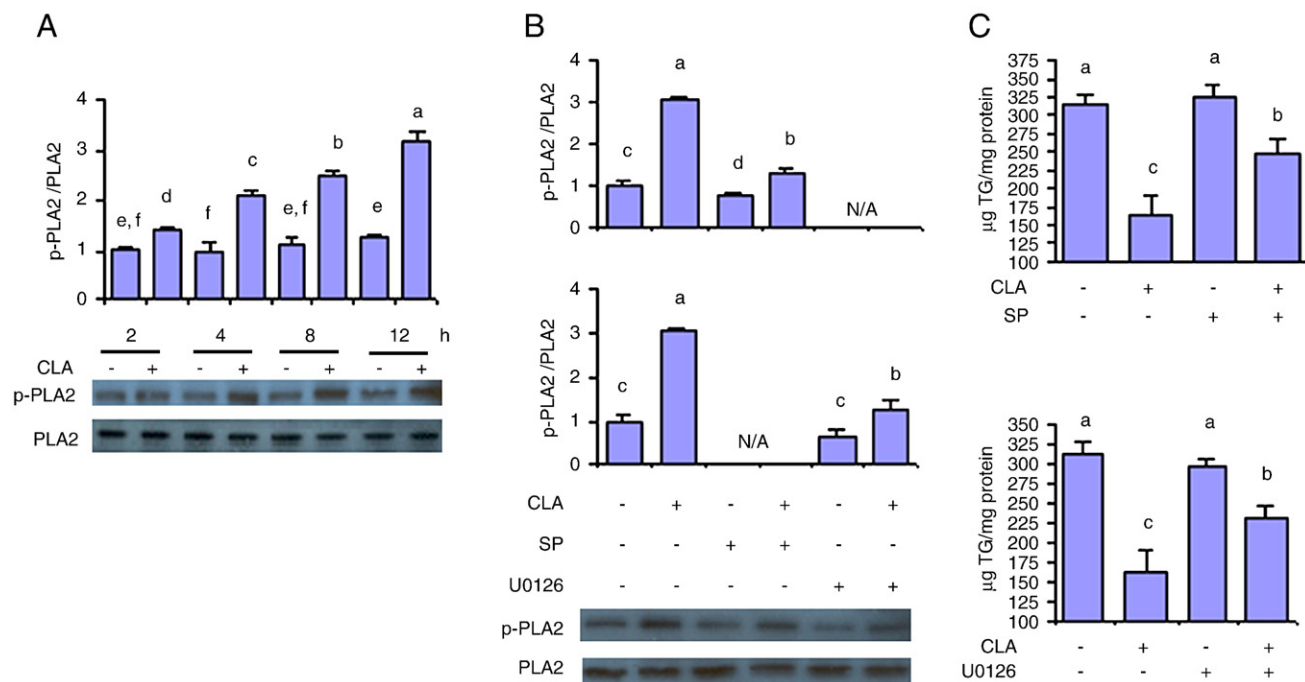 A
p-PLA2 /PLA2
4
3
2
1
0
e, f
d
f
c
e, f
b
e
a
2 4 8 12 h
CLA - + - + - + - +
p-PLA2
PLA2
B
p-PLA2 /PLA2
4
3
2
1
0
c
a
d
b
N/A
p-PLA2 /PLA2
4
3
2
1
0
c
a
N/A
c
b
CLA - + - + - +
SP - - + + - -
U0126 - - - - + +
p-PLA2
PLA2
C
µg TG/mg protein
375
350
325
300
275
250
225
200
175
150
125
100
a
c
a
b
CLA - + - +
SP - - + +
µg TG/mg protein
350
325
300
275
250
225
200
175
150
125
100
a
c
a
b
CLA - + - +
U0126 - - + +